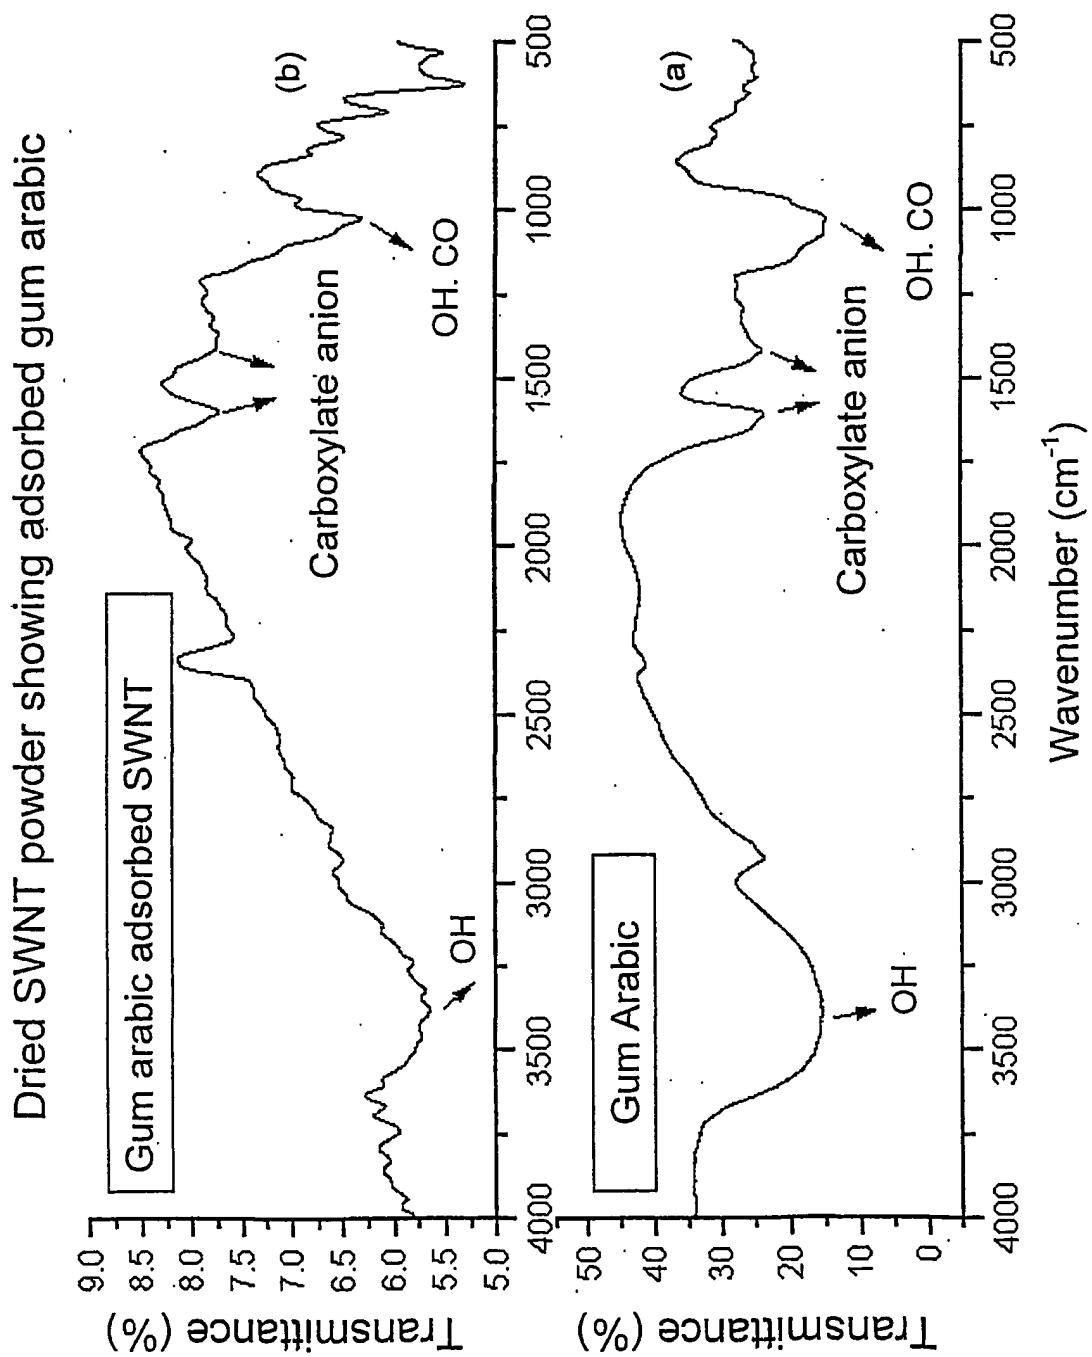 Dried SWNT powder showing adsorbed gum arabic
Gum arabic adsorbed SWNT
(b)
Transmittance (%)
9.0
8.5
8.0
7.5
7.0
6.5
6.0
5.5
5.0
OH
Carboxylate anion
OH. CO
4000 3500 3000 2500 2000 1500 1000 500
Gum Arabic
(a)
Transmittance (%)
50
40
30
20
10
0
OH
Carboxylate anion
OH. CO
4000 3500 3000 2500 2000 1500 1000 500
Wavenumber (cm⁻¹)